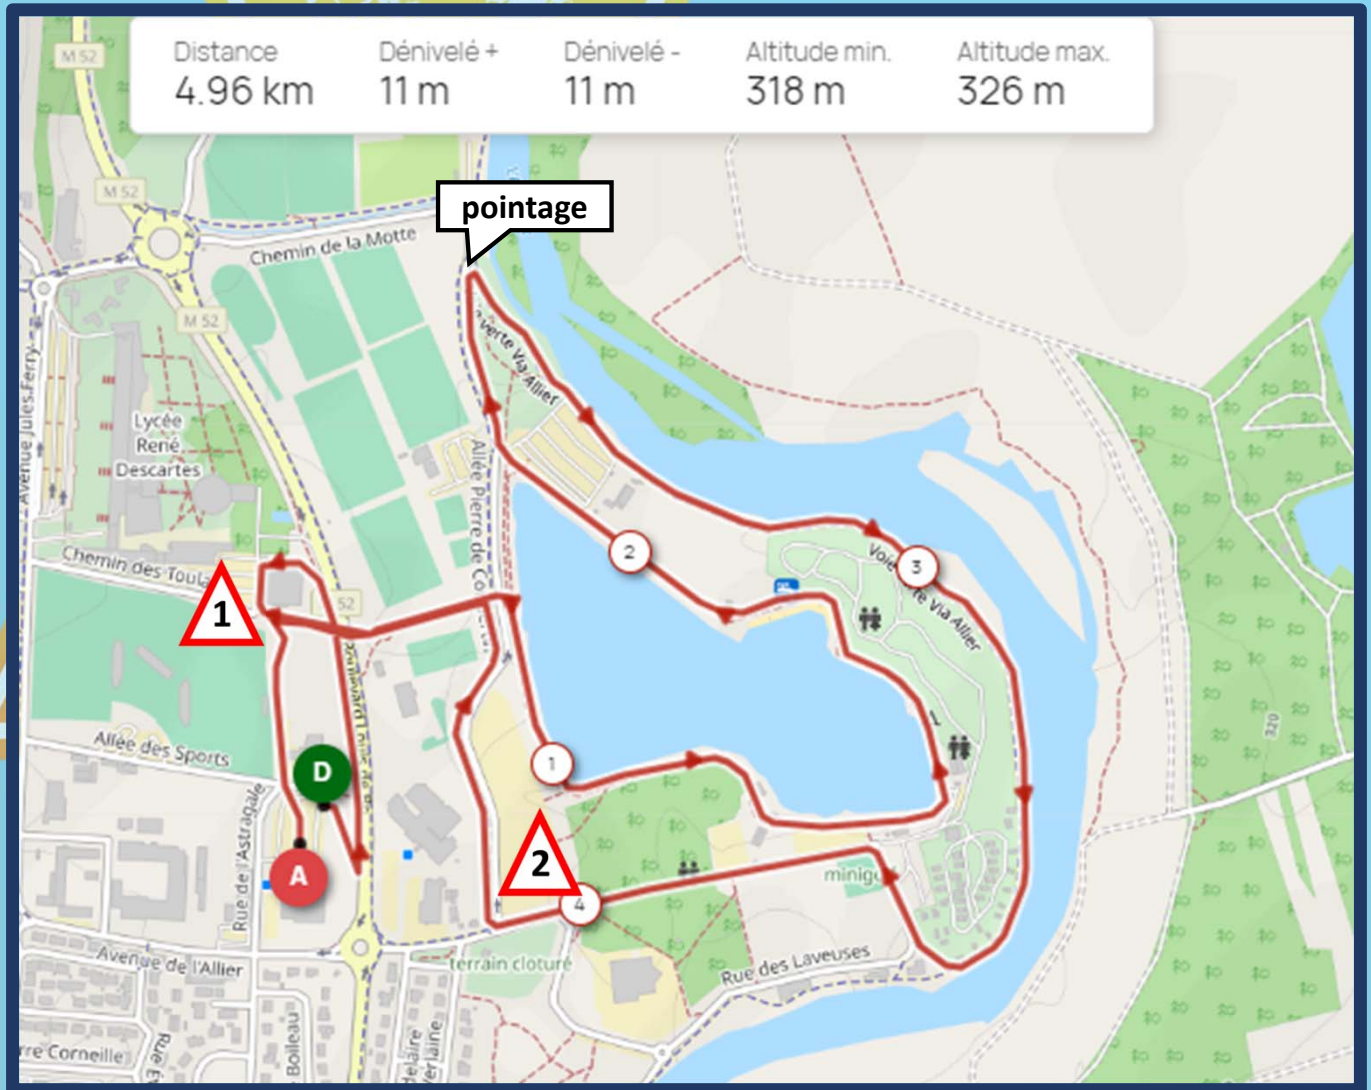 Distance
4.96 km
Dénivelé +
11 m
Dénivelé -
11 m
Altitude min.
318 m
Altitude max.
326 m
M 52
M 52
M 52
52
pointage
Chemin de la Motte
Avenue Jules Ferry
Lycée
René
Descartes
verte Via Allier
Allée Pierre de Co
Chemin des Toula
1
2
3
Voie
Via Allier
1
Allée des Sports
D
A
Rue de l'Astragale
2
4
minigo
320
Avenue de l'Allier
terrain cloturé
Rue des Laveuses
rre Corneille
Rue
Boileau
Verlaine